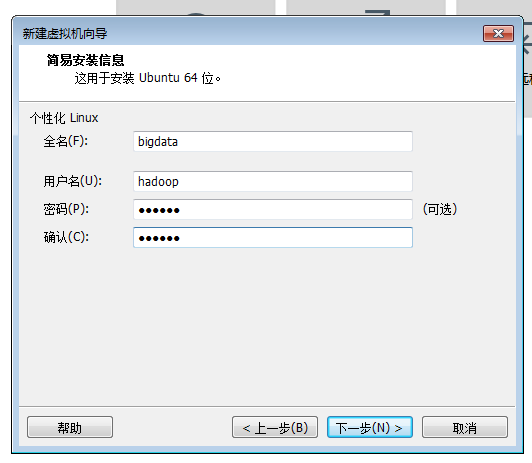 新建虚拟机向导
简易安装信息
这用于安装 Ubuntu 64 位。
个性化 Linux
全名(F): bigdata
用户名(U): hadoop
密码(P): ●●●●●● (可选)
确认(C): ●●●●●●
帮助 < 上一步(B) 下一步(N) > 取消